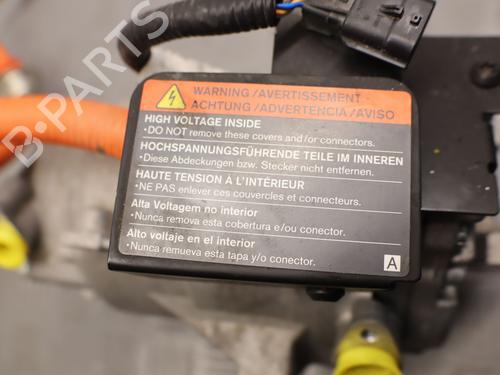 WARNING/AVERTISSEMENT
ACHTUNG/ADVERTENCIA/AVISO
HIGH VOLTAGE INSIDE
•DO NOT remove these covers and/or connectors.
HOCHSPANNUNGSFÜHRENDE TEILE IM INNEREN
•Diese Abdeckungen bzw. Stecker nicht entfernen.
HAUTE TENSION À L'INTÉRIEUR
•NE PAS enlever ces couvercles et connecteurs.
Alta Voltagem no interior
•Nunca remova esta cobertura e/ou conector.
Alto voltaje en el interior
•Nunca remueva esta tapa y/o conector.
A
B-PARTS